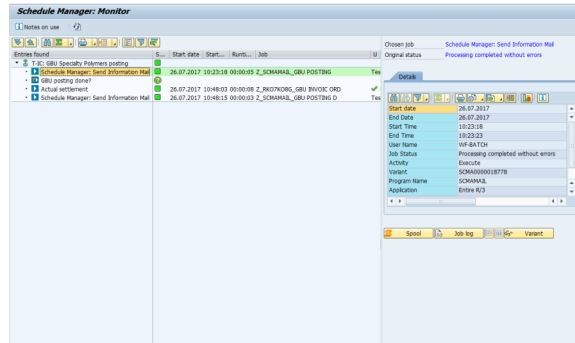 Schedule Manager: Monitor
Notes on use
Entries found
S... Start date Start... Runti... Job U
T-IC: GBU Specialty Polymers posting
Schedule Manager: Send Information Mail 26.07.2017 10:23:18 00:00:05 Z_SCMAMAIL_GBU POSTING Tes
GBU posting done?
Actual settlement 26.07.2017 10:48:03 00:00:08 Z_RKO7KO8G_GBU INVOIC ORD
Schedule Manager: Send Information Mail 26.07.2017 10:48:15 00:00:03 Z_SCMAMAIL_GBU POSTING D Tes
Chosen job Schedule Manager: Send Information Mail
Original status Processing completed without errors
Details
Start date 26.07.2017
End Date 26.07.2017
Start Time 10:23:18
End Time 10:23:23
User Name WF-BATCH
Job Status Processing completed without errors
Activity Execute
Variant SCMA0000018778
Program Name SCMAMAIL
Application Entire R/3
Spool Job log Variant